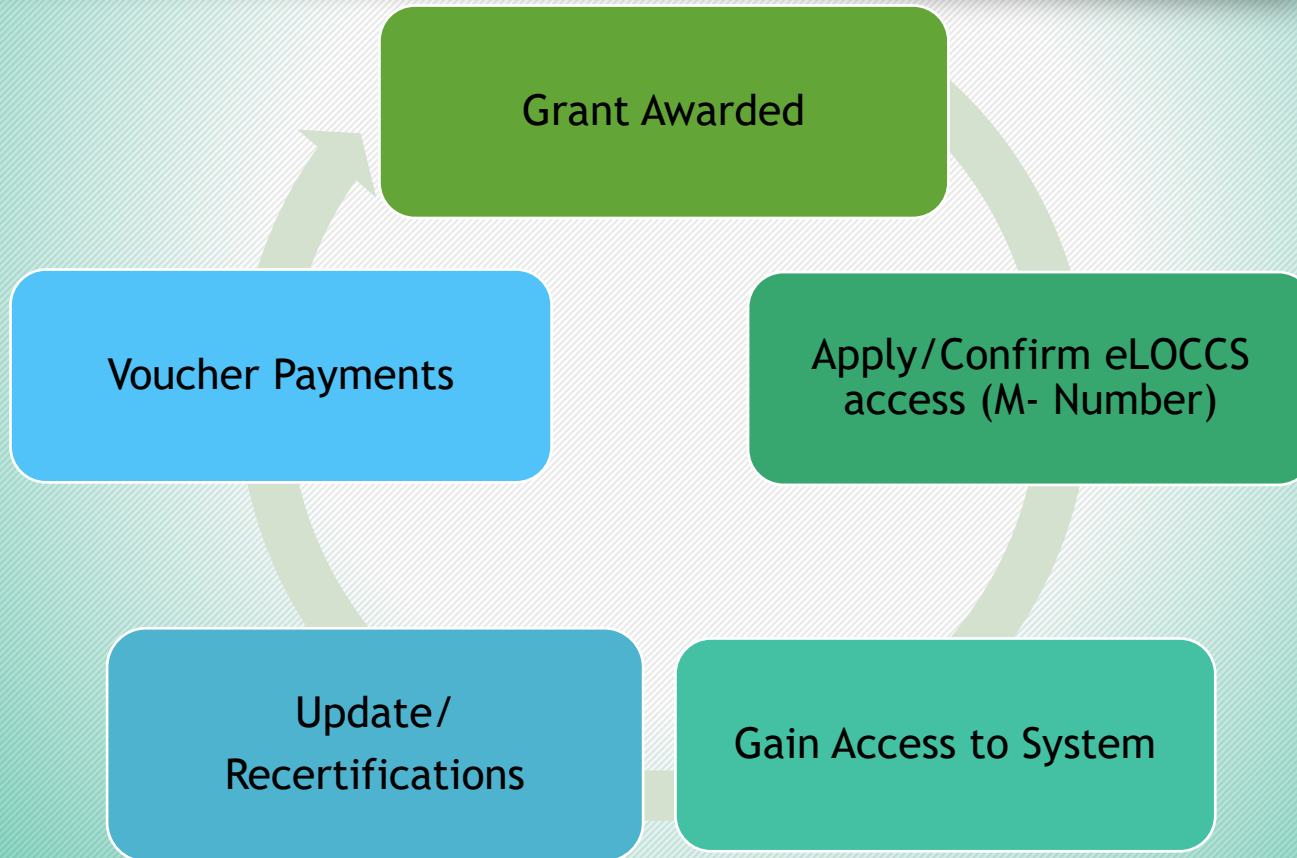 Grant Awarded
Apply/Confirm eLOCCS
access (M- Number)
Gain Access to System
Update/
Recertifications
Voucher Payments